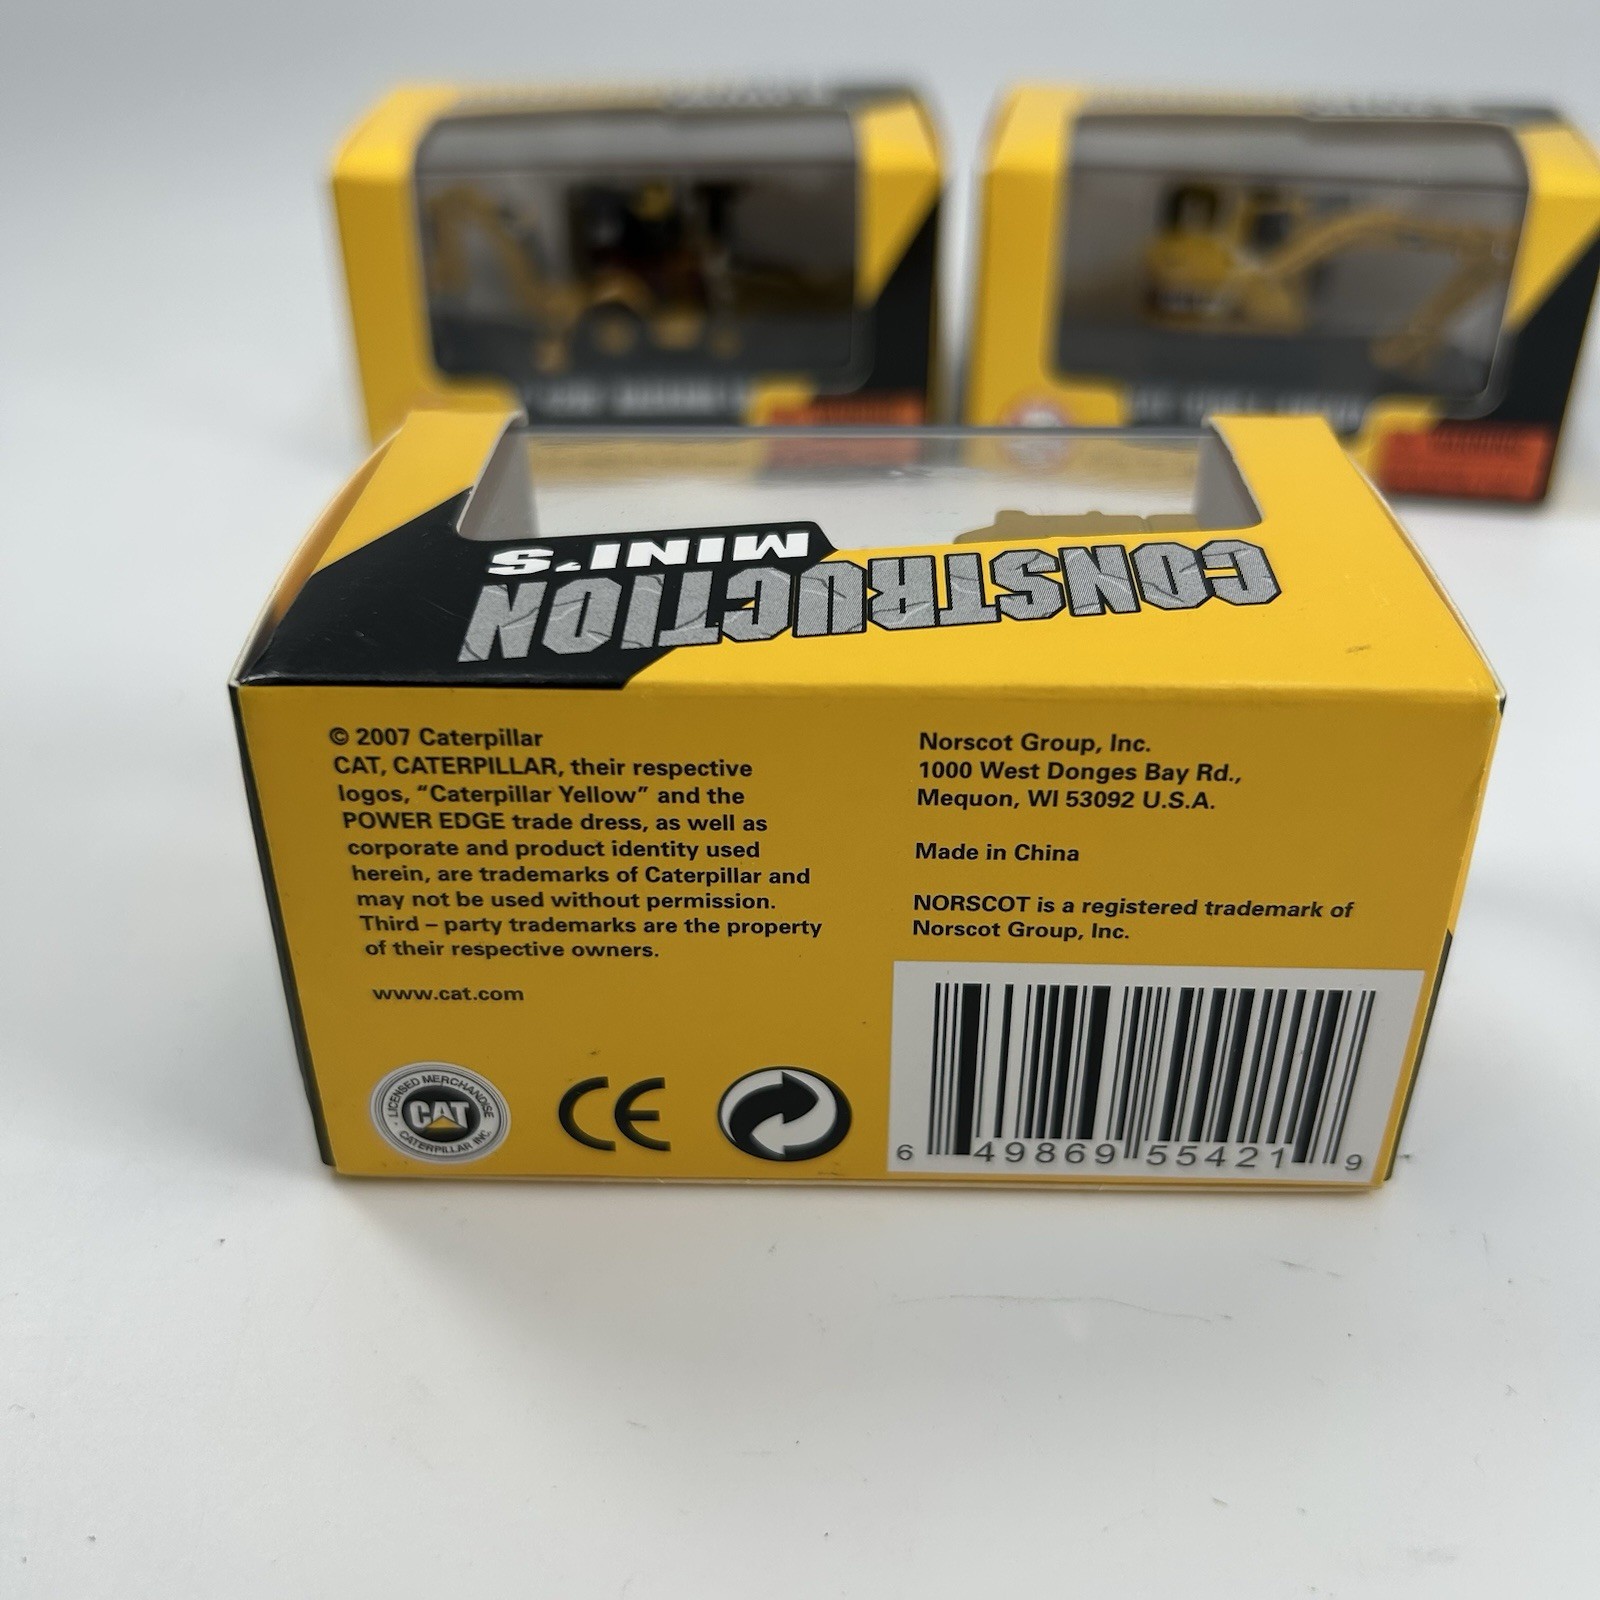 CONSTRUCTION
MINI'S
© 2007 Caterpillar
CAT, CATERPILLAR, their respective
logos, “Caterpillar Yellow” and the
POWER EDGE trade dress, as well as
corporate and product identity used
herein, are trademarks of Caterpillar and
may not be used without permission.
Third – party trademarks are the property
of their respective owners.
www.cat.com
Norscot Group, Inc.
1000 West Donges Bay Rd.,
Mequon, WI 53092 U.S.A.
Made in China
NORSCOT is a registered trademark of
Norscot Group, Inc.
LICENSED MERCHANDISE
CAT
CATERPILLAR INC.
CE
6 49869 55421 9